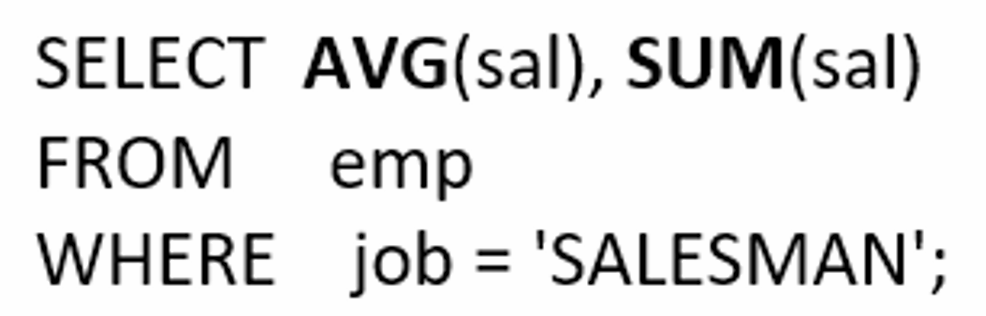 SELECT AVG(sal), SUM(sal)
FROM emp
WHERE job = 'SALESMAN';